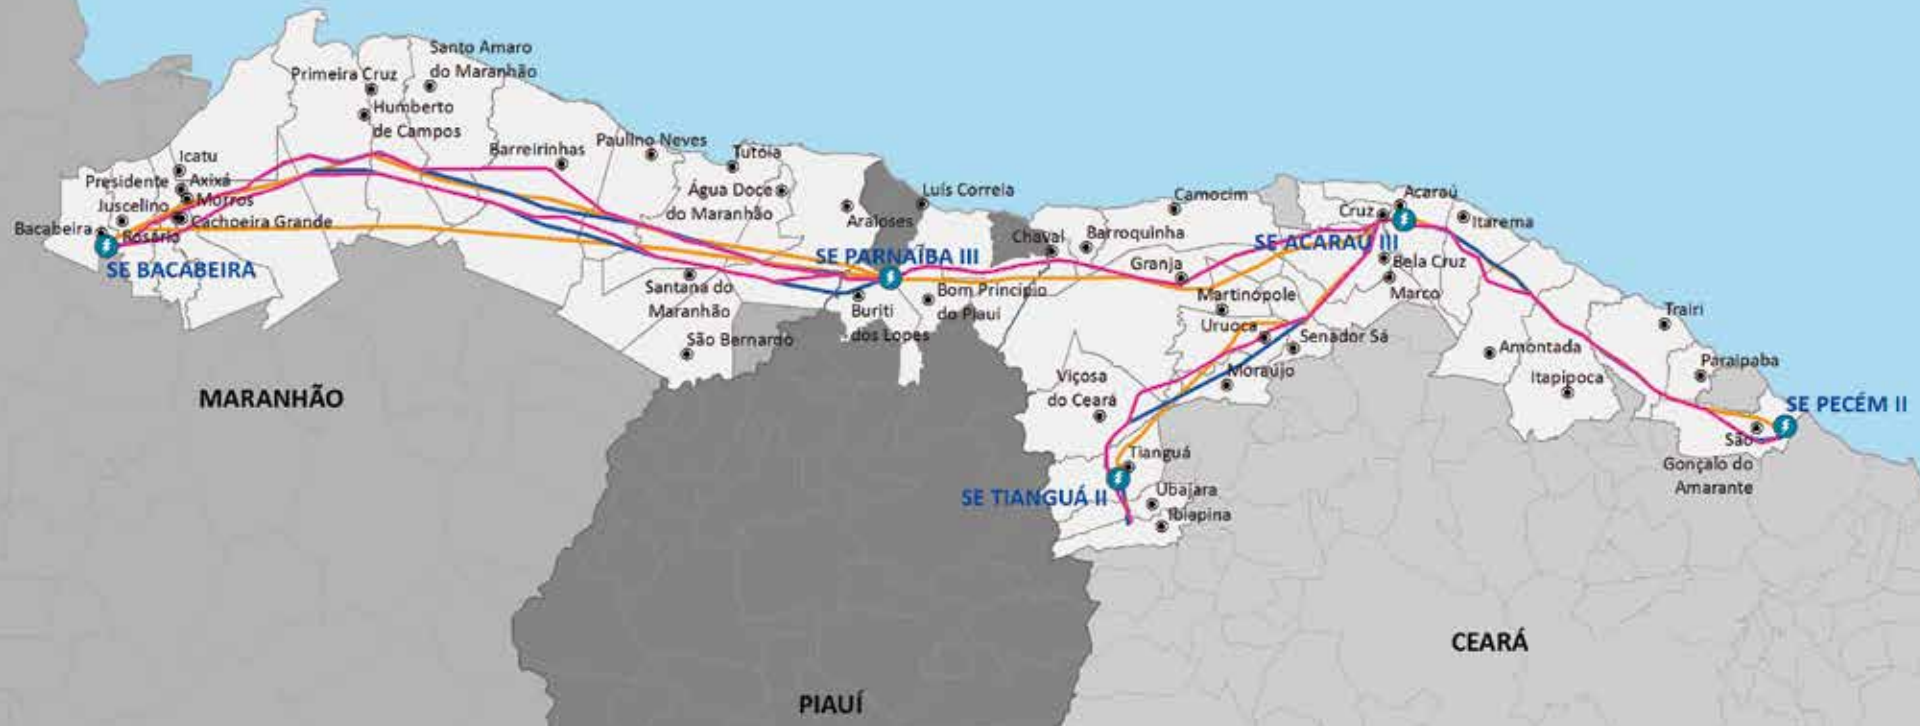 Santo Amaro
do Maranhão
Primeira Cruz
Humberto
de Campos
Icatu
Presidente
Juscelino
Axixá
Morros
Cachoeira Grande
Bacabeira
Rosário
SE BACABEIRA
Barreirinhas
Paulino Neves
Tutóia
Água Doce
do Maranhão
Araioses
Luís Correia
SE PARNAÍBA III
Santana do
Maranhão
São Bernardo
Buriti
dos Lopes
Bom Princípio
do Piauí
Chaval
Barroquinha
Camocim
Granja
Martinópole
Uruoca
Senador Sá
Moraújo
Viçosa
do Ceará
Tianguá
SE TIANGUÁ II
Ubajara
Ibiapina
Acaraú
Cruz
SE ACARAÚ III
Itarema
Bela Cruz
Marco
Amontada
Itapipoca
Trairi
Paraipaba
SE PECÉM II
São
Gonçalo do
Amarante
MARANHÃO
PIAUÍ
CEARÁ